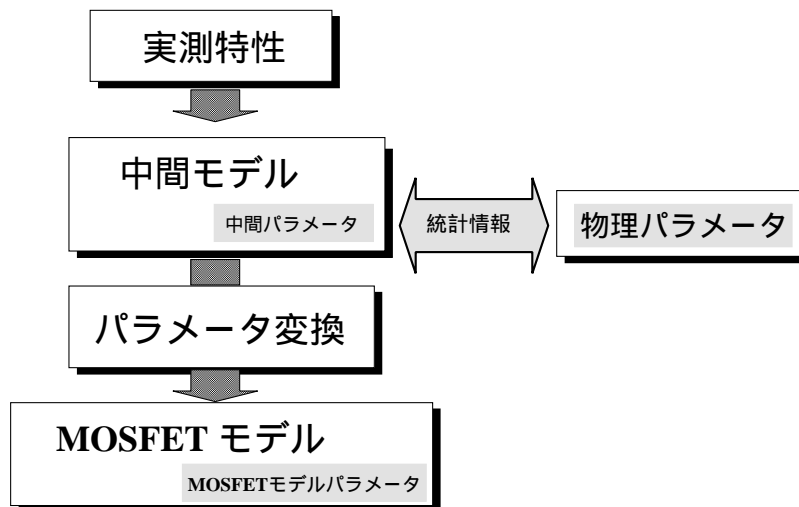 実測特性
中間モデル
中間パラメータ
統計情報
物理パラメータ
パラメータ変換
MOSFET モデル
MOSFETモデルパラメータ